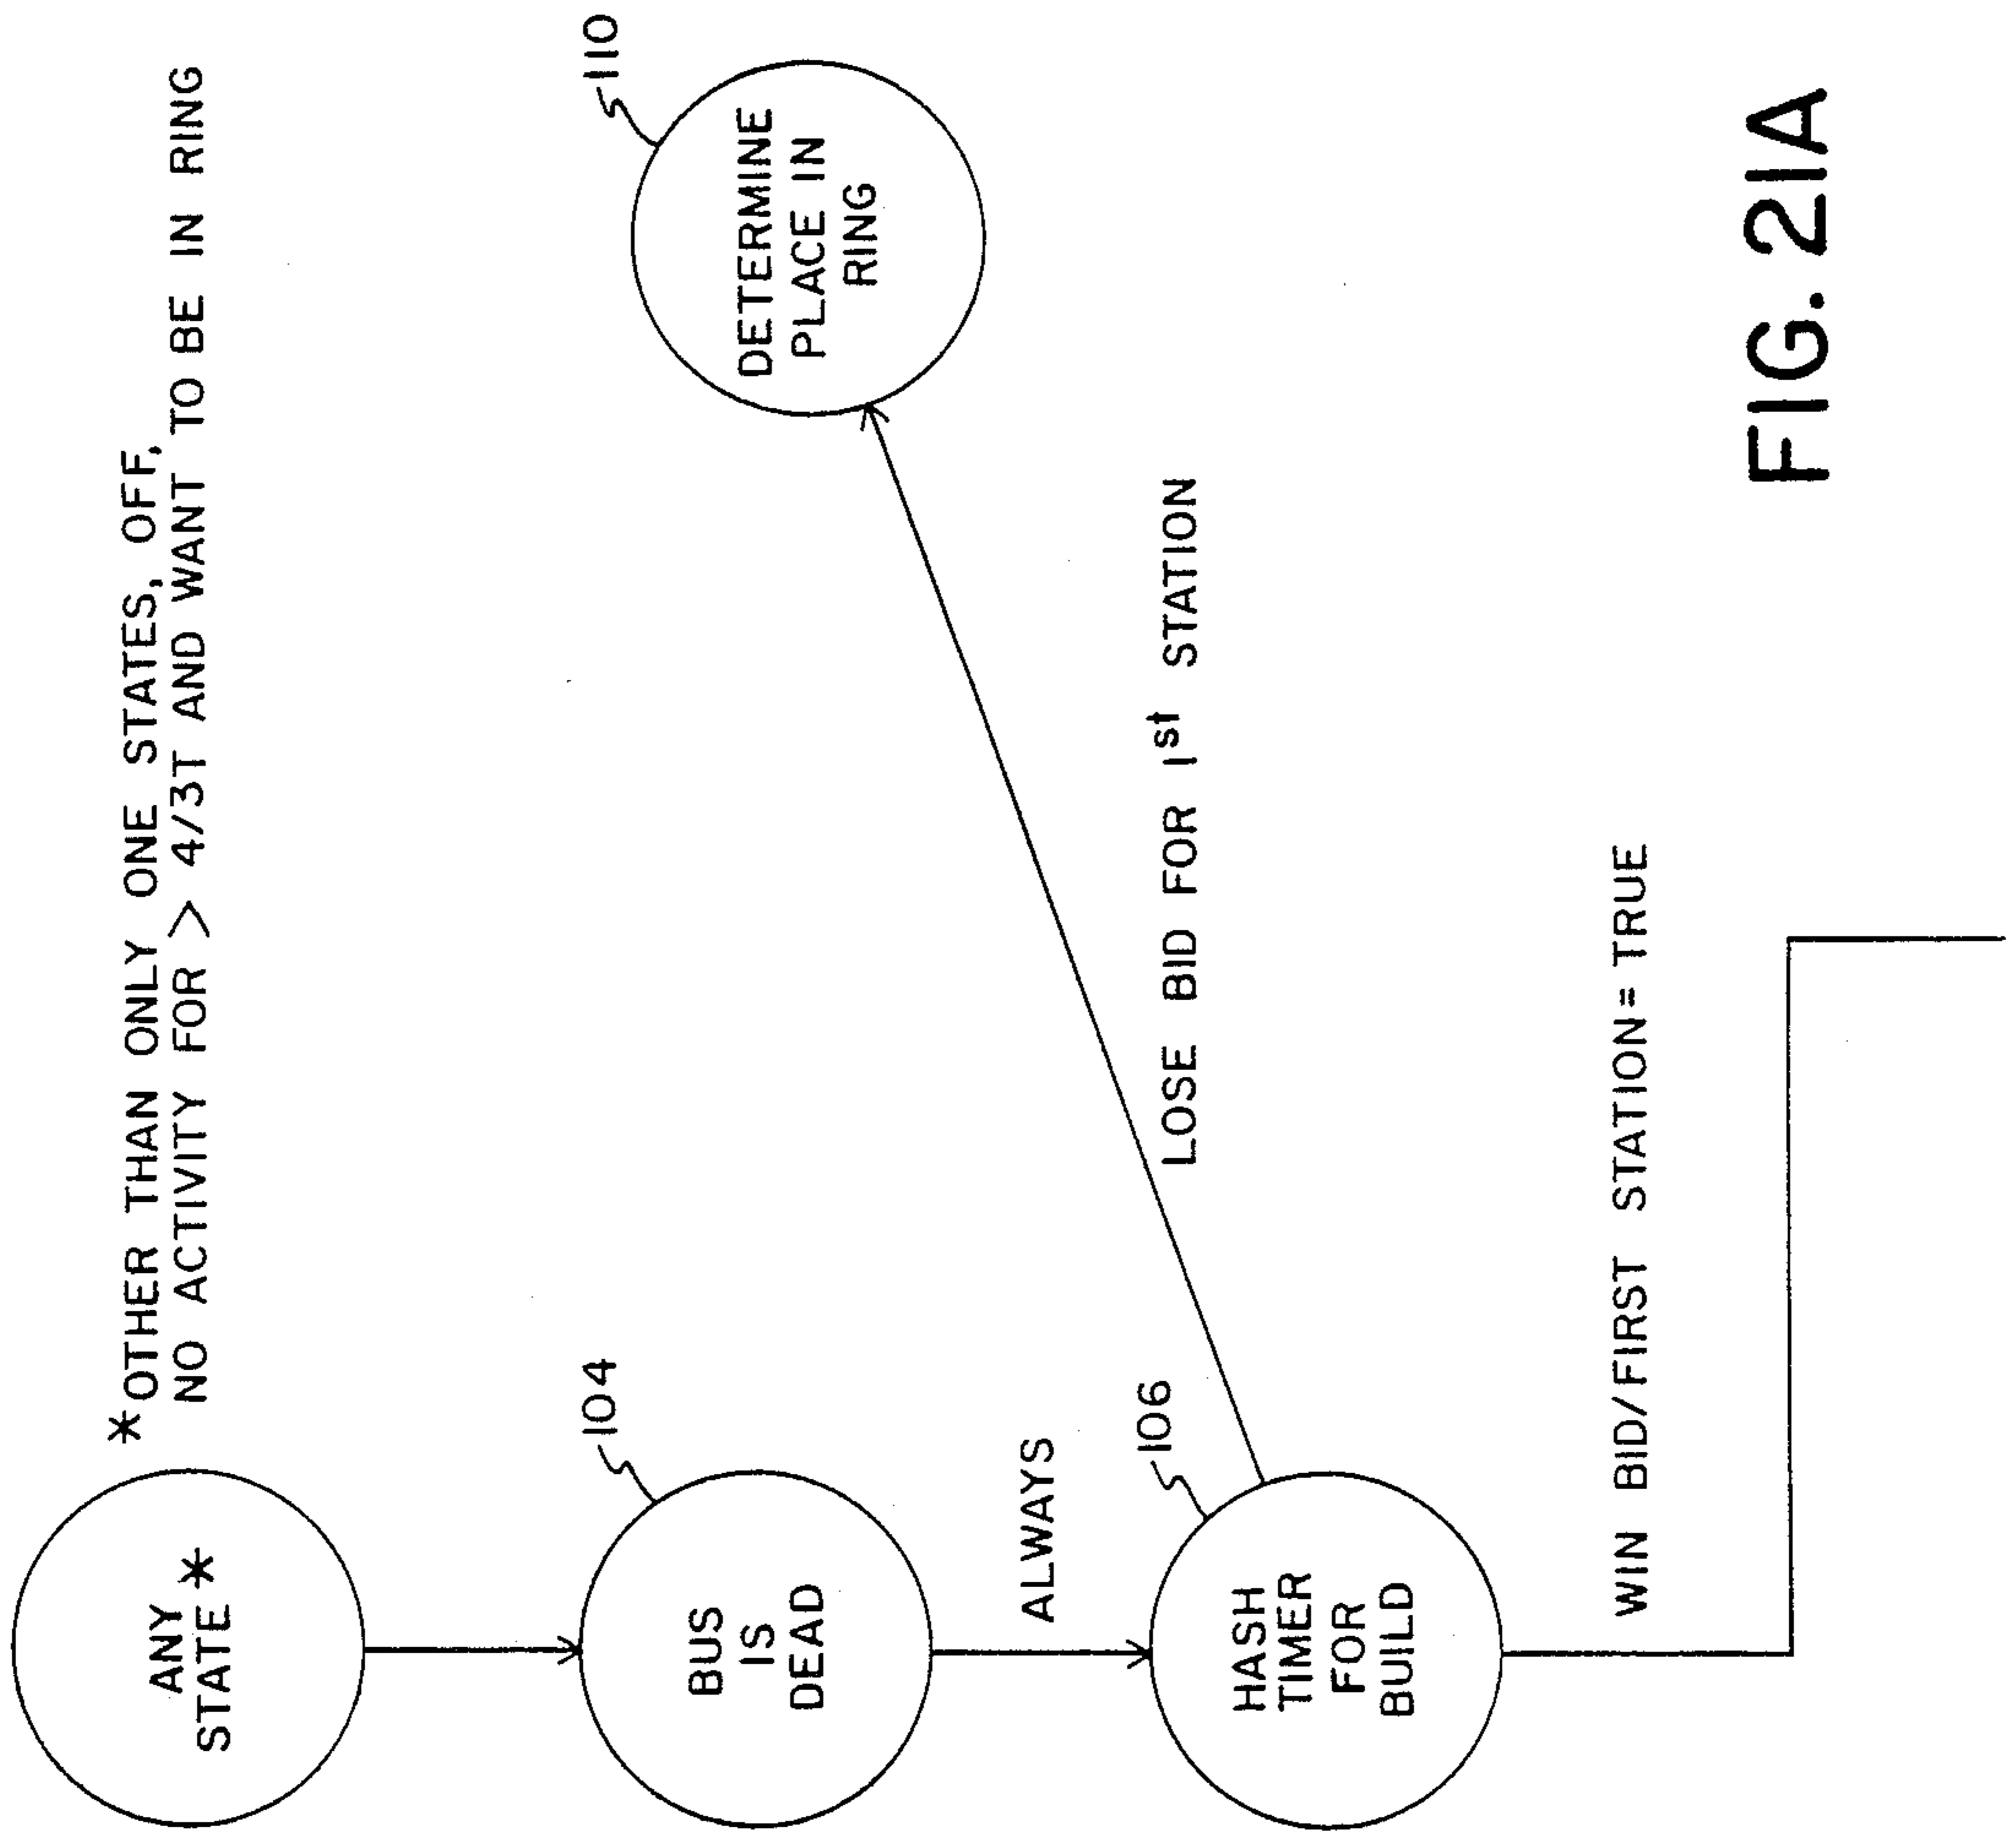 ANY
STATE *
*OTHER THAN ONLY ONE STATES, OFF,
NO ACTIVITY FOR > 4/3T AND WANT TO BE IN RING
104
BUS
IS
DEAD
110
DETERMINE
PLACE IN
RING
ALWAYS
106
HASH
TIMER
FOR
BUILD
LOSE BID FOR 1st STATION
WIN BID/FIRST STATION=TRUE
FIG. 21A